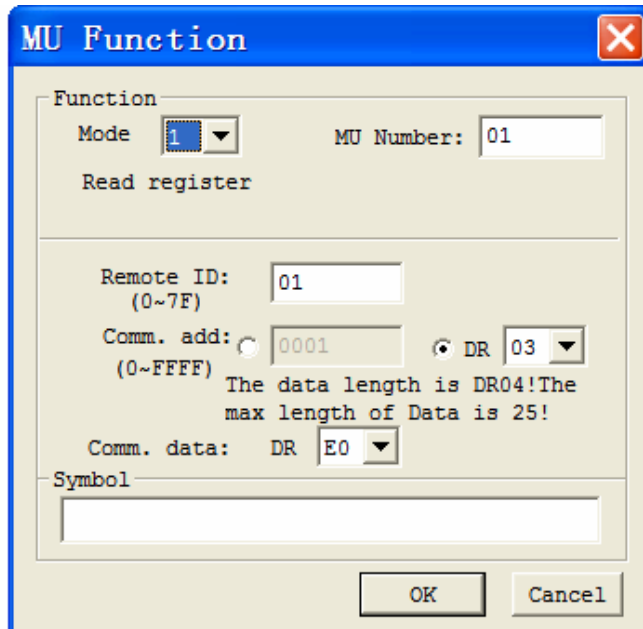 MU Function
Function
Mode 1 MU Number: 01
Read register
Remote ID: 01
(0~7F)
Comm. add: 0001 DR 03
(0~FFFF)
The data length is DR04!The
max length of Data is 25!
Comm. data: DR E0
Symbol
OK Cancel